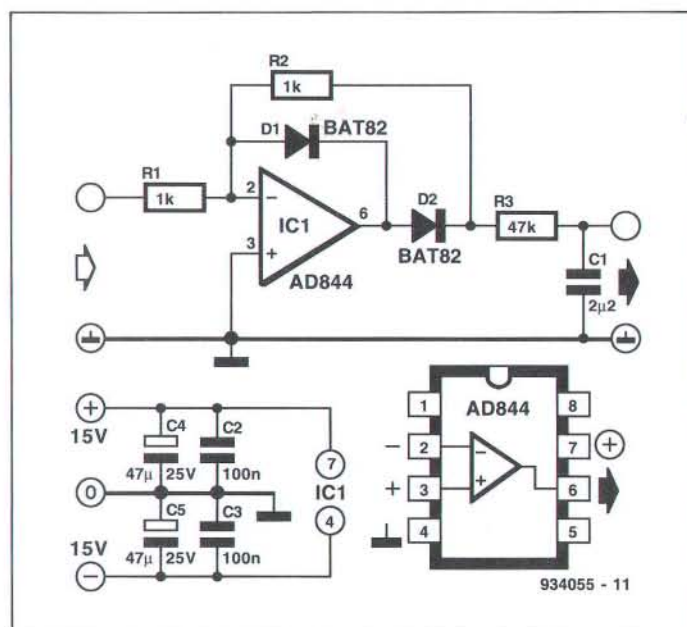 R2
1k
D1
BAT82
R1
1k
2
−
3
+
IC1
6
AD844
D2
BAT82
R3
47k
C1
2µ2
+
15V
C4
47µ 25V
C2
100n
7
0
IC1
C5
47µ 25V
C3
100n
4
15V
−
AD844
1
8
− 2
−
7 +
+ 3
+
6
4
5
934055 - 11